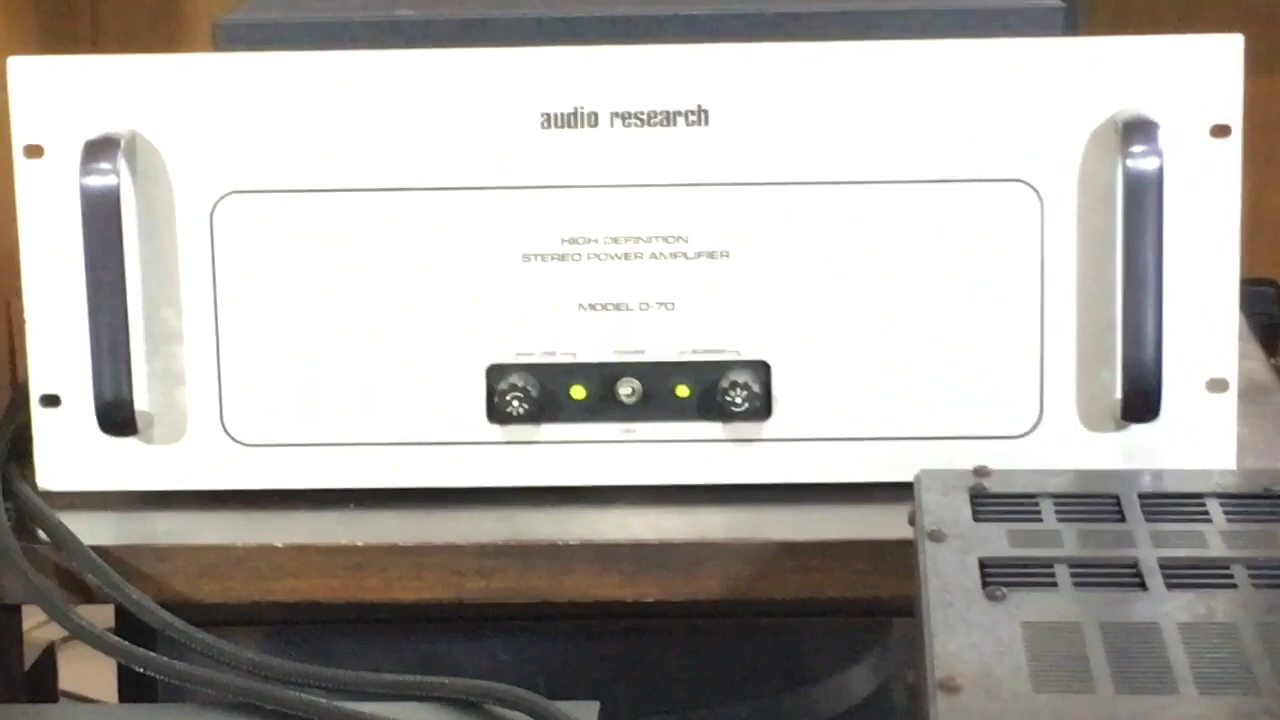 audio research
HIGH DEFINITION
STEREO POWER AMPLIFIER
MODEL D-70